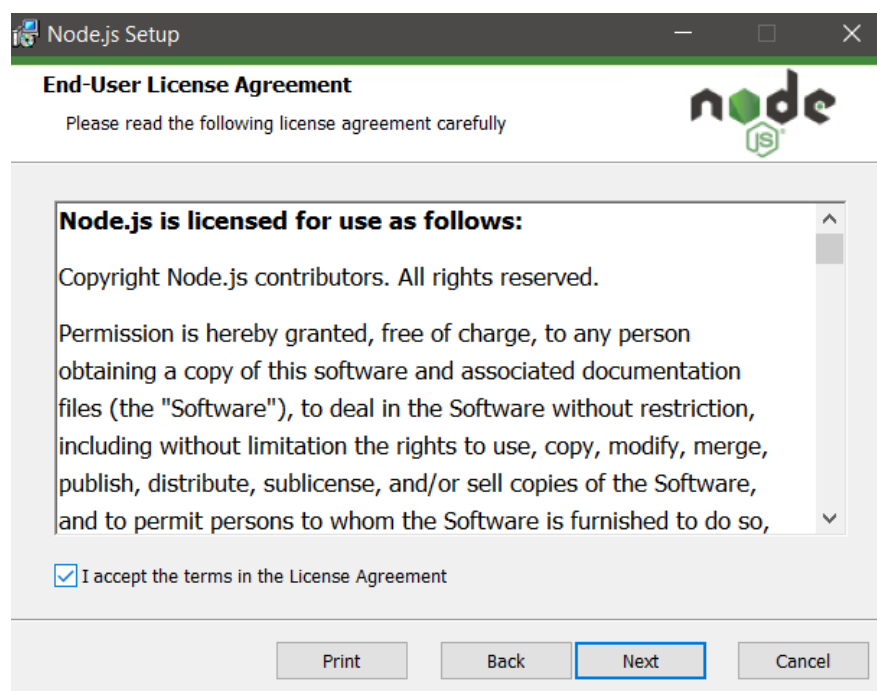 Node.js Setup
End-User License Agreement
Please read the following license agreement carefully
node
JS
Node.js is licensed for use as follows:
Copyright Node.js contributors. All rights reserved.
Permission is hereby granted, free of charge, to any person
obtaining a copy of this software and associated documentation
files (the "Software"), to deal in the Software without restriction,
including without limitation the rights to use, copy, modify, merge,
publish, distribute, sublicense, and/or sell copies of the Software,
and to permit persons to whom the Software is furnished to do so,
I accept the terms in the License Agreement
Print Back Next Cancel